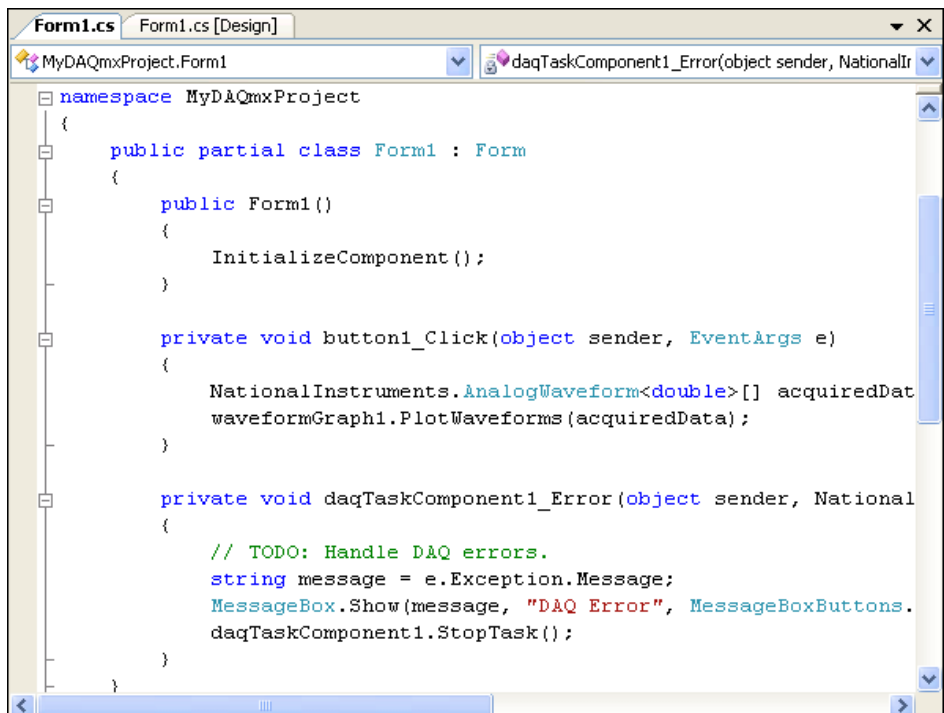 Form1.cs Form1.cs [Design]
MyDAQmxProject.Form1 daqTaskComponent1_Error(object sender, NationalIr
namespace MyDAQmxProject
{
public partial class Form1 : Form
{
public Form1()
{
InitializeComponent();
}
private void button1_Click(object sender, EventArgs e)
{
NationalInstruments.AnalogWaveform<double>[] acquiredDat
waveformGraph1.PlotWaveforms(acquiredData);
}
private void daqTaskComponent1_Error(object sender, National
{
// TODO: Handle DAQ errors.
string message = e.Exception.Message;
MessageBox.Show(message, "DAQ Error", MessageBoxButtons.
daqTaskComponent1.StopTask();
}
}